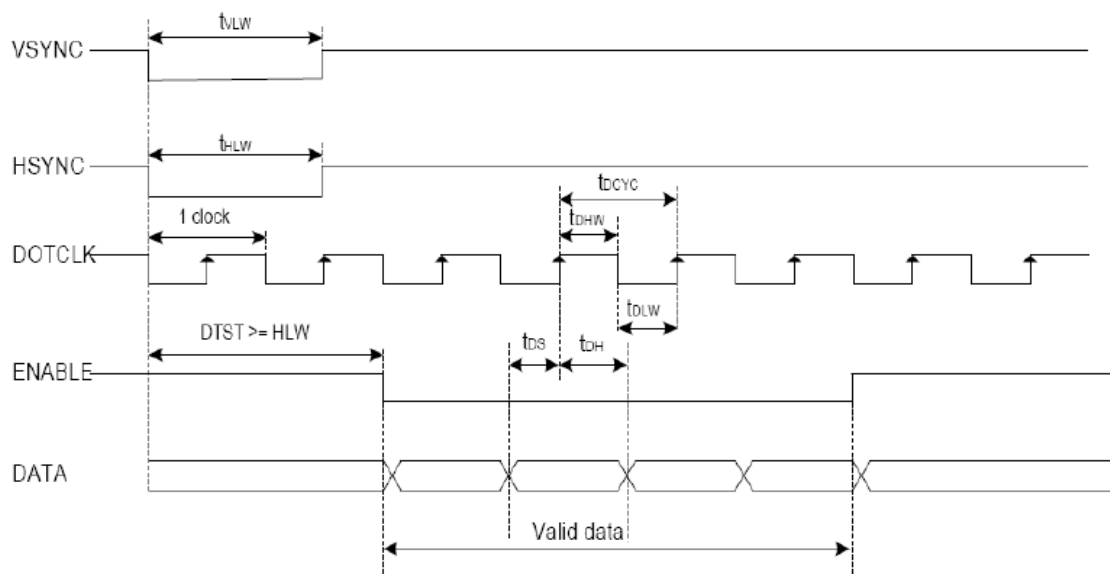 tVLW
VSYNC
tHLW
HSYNC
tDCYC
1 clock
tDHW
DOTCLK
tDLW
DTST >= HLW
tDS
tDH
ENABLE
DATA
Valid data